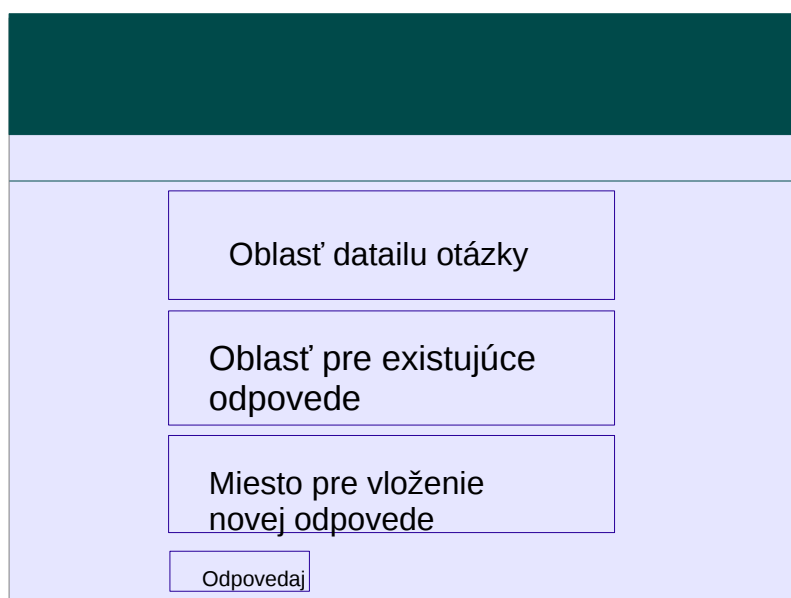 Oblasť datailu otázky
Oblasť pre existujúce
odpovede
Miesto pre vloženie
novej odpovede
Odpovedaj